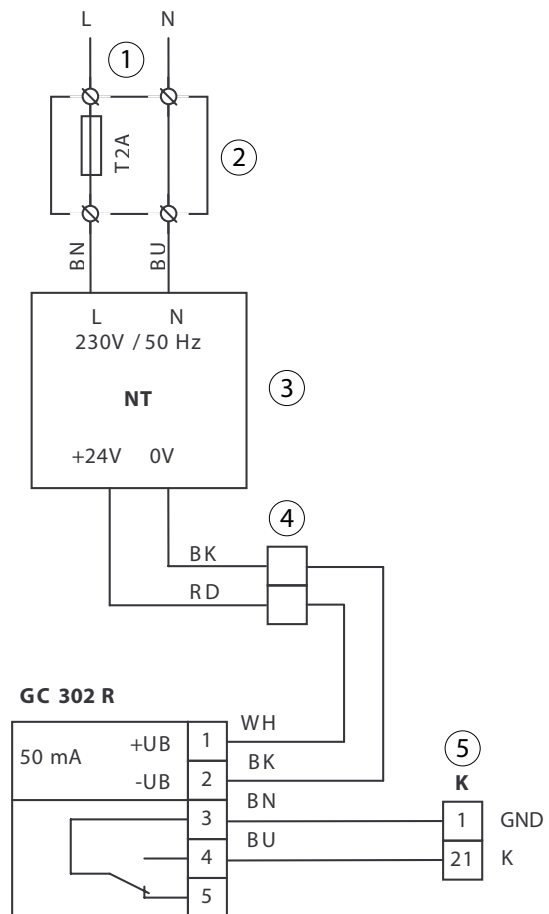 L N
1
2
T2A
BN BU
L N
230V / 50 Hz
NT
3
+24V 0V
4
BK
RD
GC 302 R
50 mA
+UB 1 WH
-UB 2 BK
5
K
3 BN 1 GND
4 BU 21 K
5